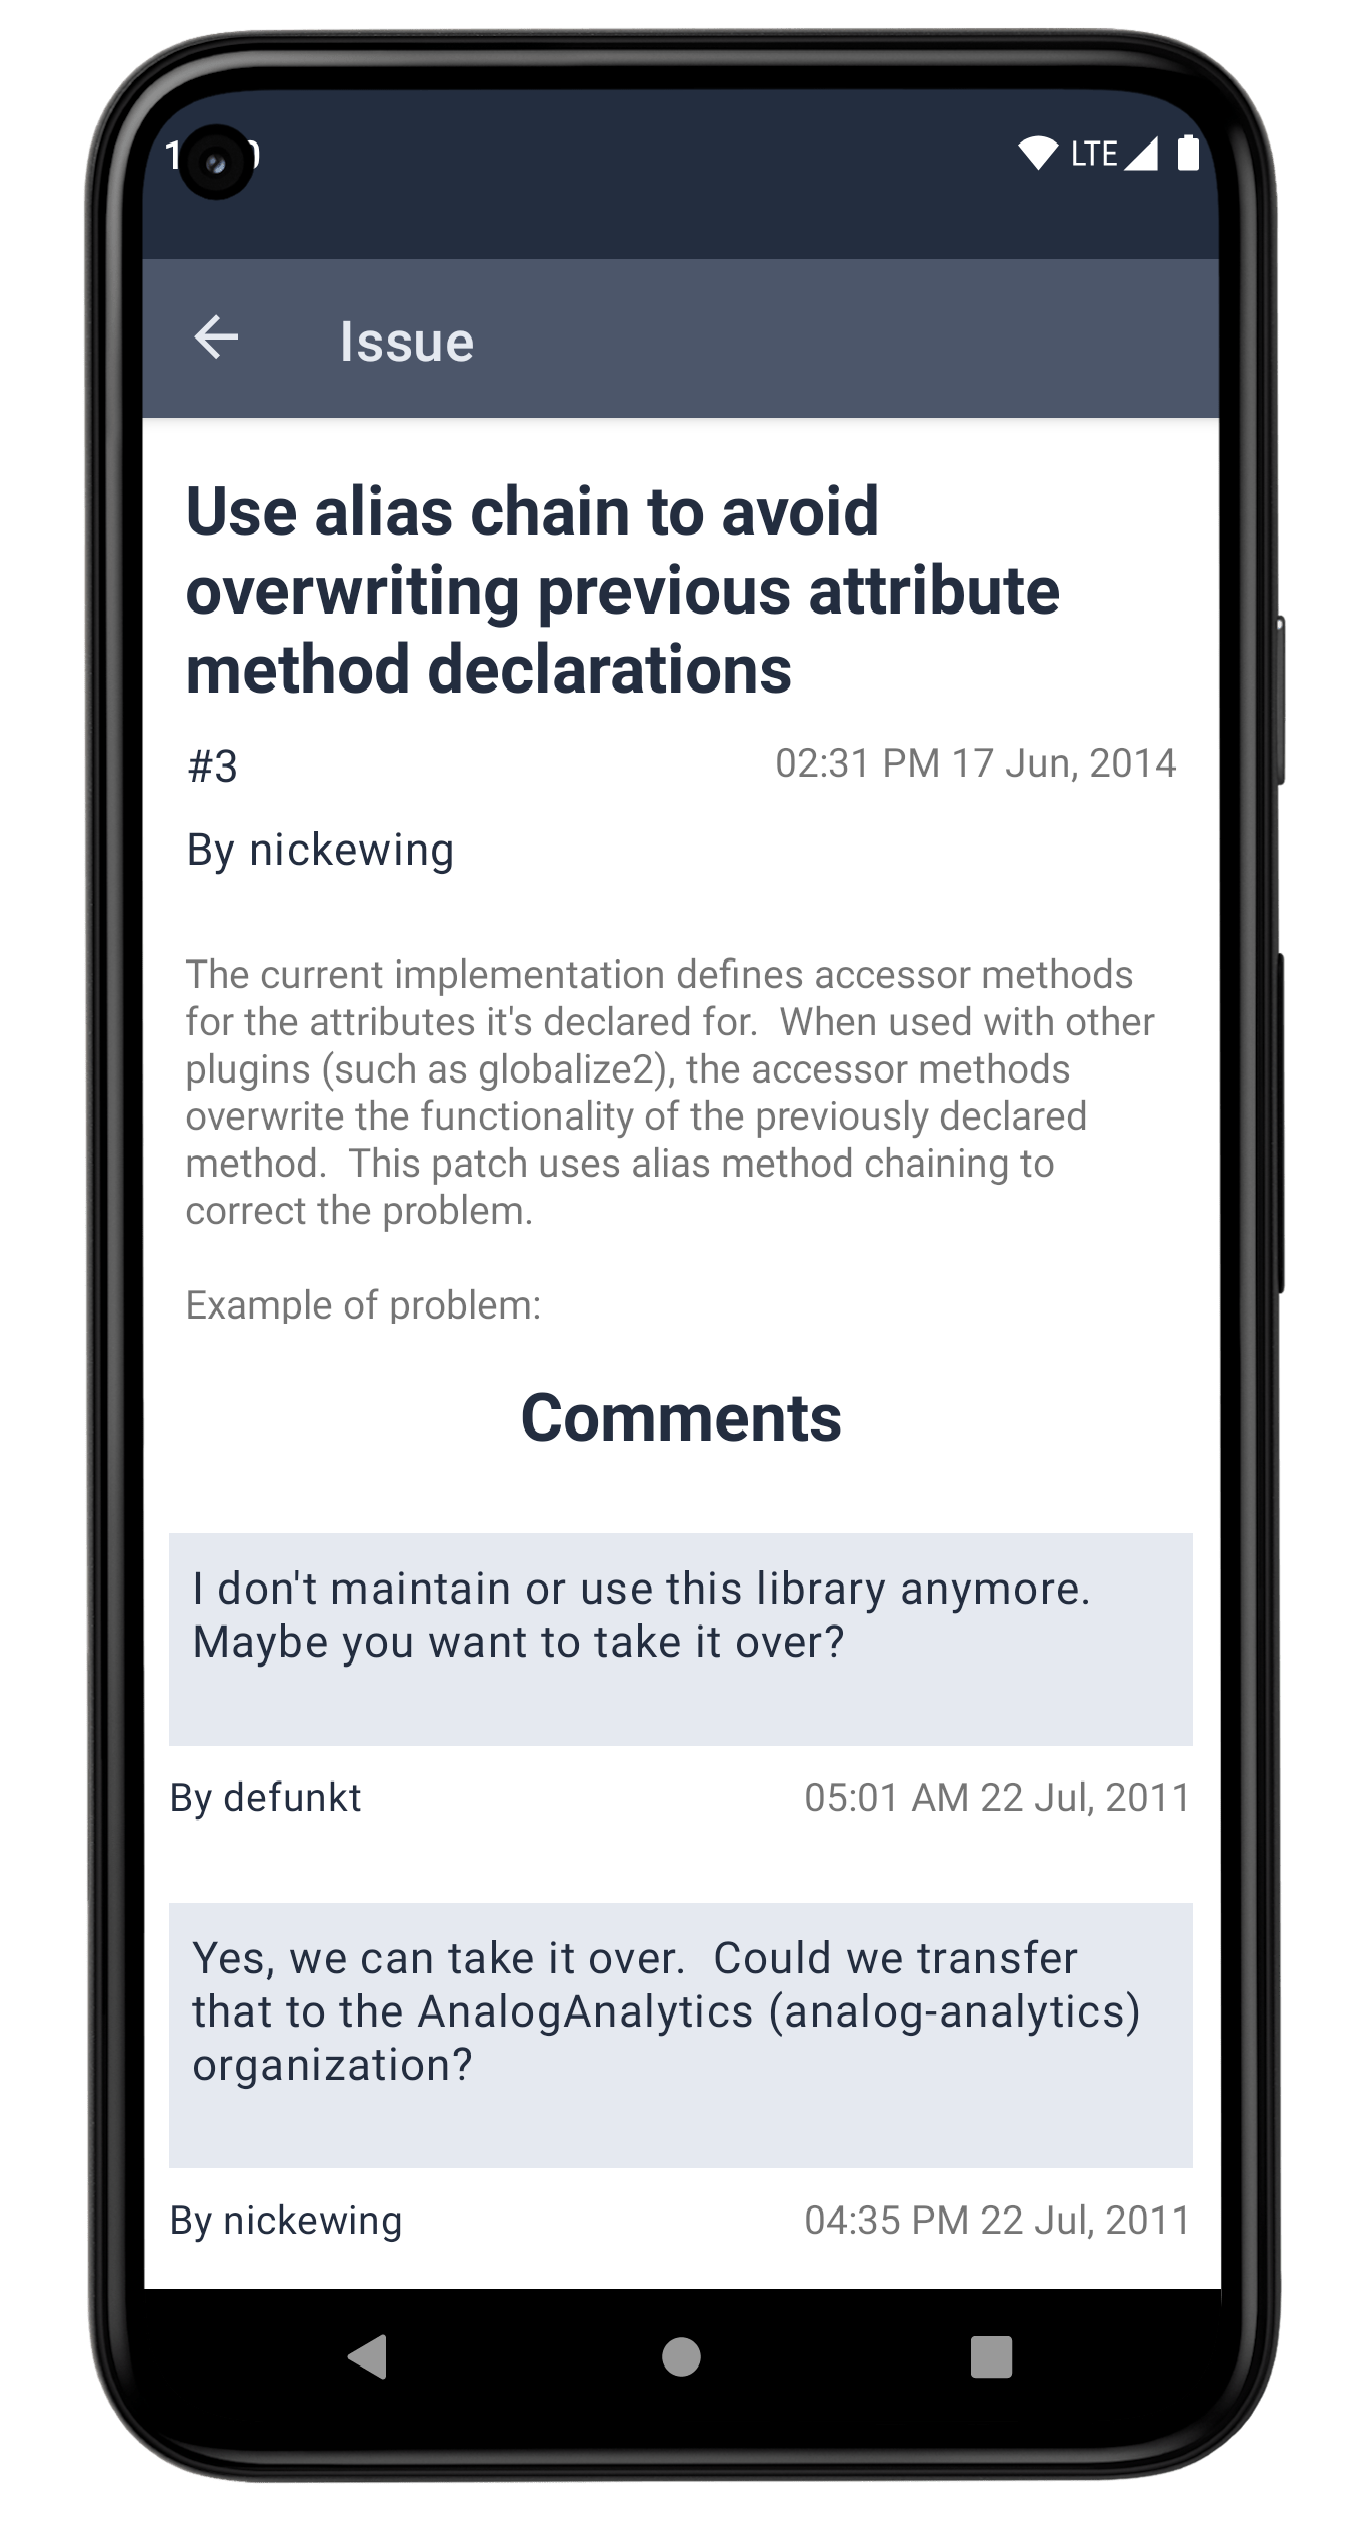 LTE
Issue
Use alias chain to avoid
overwriting previous attribute
method declarations
#3
02:31 PM 17 Jun, 2014
By nickewing
The current implementation defines accessor methods
for the attributes it's declared for.  When used with other
plugins (such as globalize2), the accessor methods
overwrite the functionality of the previously declared
method.  This patch uses alias method chaining to
correct the problem.
Example of problem:
Comments
I don't maintain or use this library anymore.
Maybe you want to take it over?
By defunkt
05:01 AM 22 Jul, 2011
Yes, we can take it over.  Could we transfer
that to the AnalogAnalytics (analog-analytics)
organization?
By nickewing
04:35 PM 22 Jul, 2011